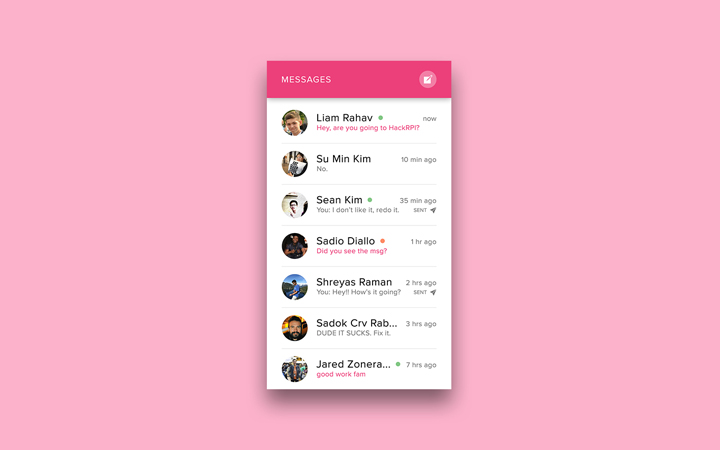 MESSAGES
Liam Rahav now
Hey, are you going to HackRPI?
Su Min Kim 10 min ago
No.
Sean Kim 35 min ago
You: I don't like it, redo it. SENT
Sadio Diallo 1 hr ago
Did you see the msg?
Shreyas Raman 2 hrs ago
You: Hey!! How's it going? SENT
Sadok Crv Rab... 3 hrs ago
DUDE IT SUCKS. Fix it.
Jared Zonera... 7 hrs ago
good work fam